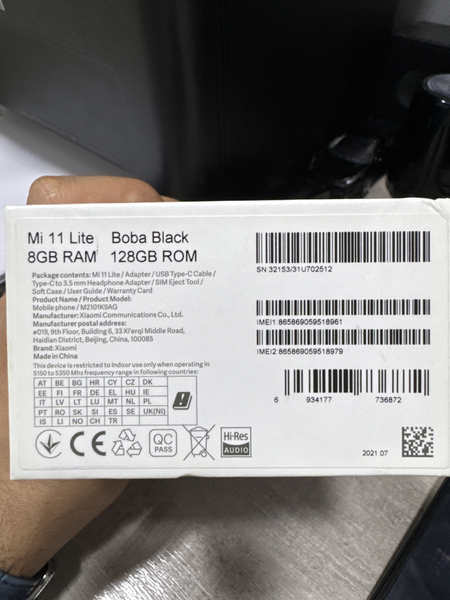 Mi 11 Lite Boba Black
8GB RAM 128GB ROM
Package contents: Mi 11 Lite / Adapter / USB Type-C Cable /
Type-C to 3.5 mm Headphone Adapter / SIM Eject Tool /
Soft Case / User Guide / Warranty Card
Product Name / Product Model:
Mobile phone / M2101K9AG
Manufacturer: Xiaomi Communications Co., Ltd.
Manufacturer postal address:
#019, 9th Floor, Building 6, 33 Xi'erqi Middle Road,
Haidian District, Beijing, China, 100085
Brand: Xiaomi
Made in China
This device is restricted to indoor use only when operating in
5150 to 5350 Mhz frequency range in following countries:
AT BE BG HR CY CZ DK
EE FI FR DE EL HU IE
IT LV LT LU MT NL PL
PT RO SK SI ES SE UK(NI)
IS LI NO CH TR
CE
QC
PASS
Hi-Res
AUDIO
SN:32153/31U702512
IMEI1:865869059518961
IMEI2:865869059518979
6 934177 736872
2021 07